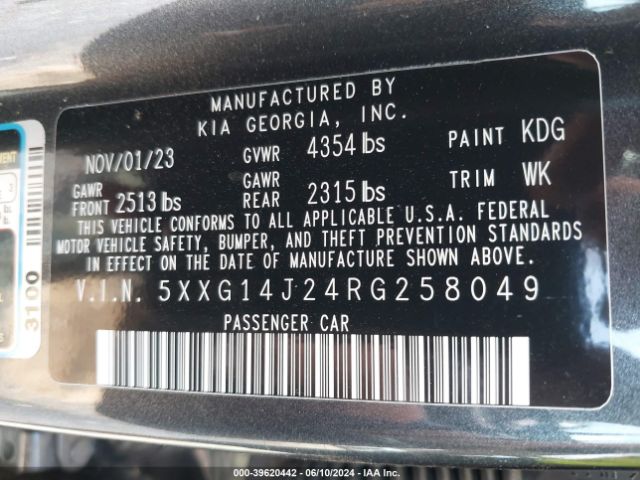 MANUFACTURED BY
KIA GEORGIA, INC.
NOV/01/23 GVWR 4354 lbs PAINT KDG
GAWR FRONT 2513 lbs GAWR REAR 2315 lbs TRIM WK
THIS VEHICLE CONFORMS TO ALL APPLICABLE U.S.A. FEDERAL
MOTOR VEHICLE SAFETY, BUMPER, AND THEFT PREVENTION STANDARDS
IN EFFECT ON THE DATE OF MANUFACTURE SHOWN ABOVE.
V.I.N. 5XXG14J24RG258049
PASSENGER CAR
3100
000-39620442 - 06/10/2024 - IAA Inc.